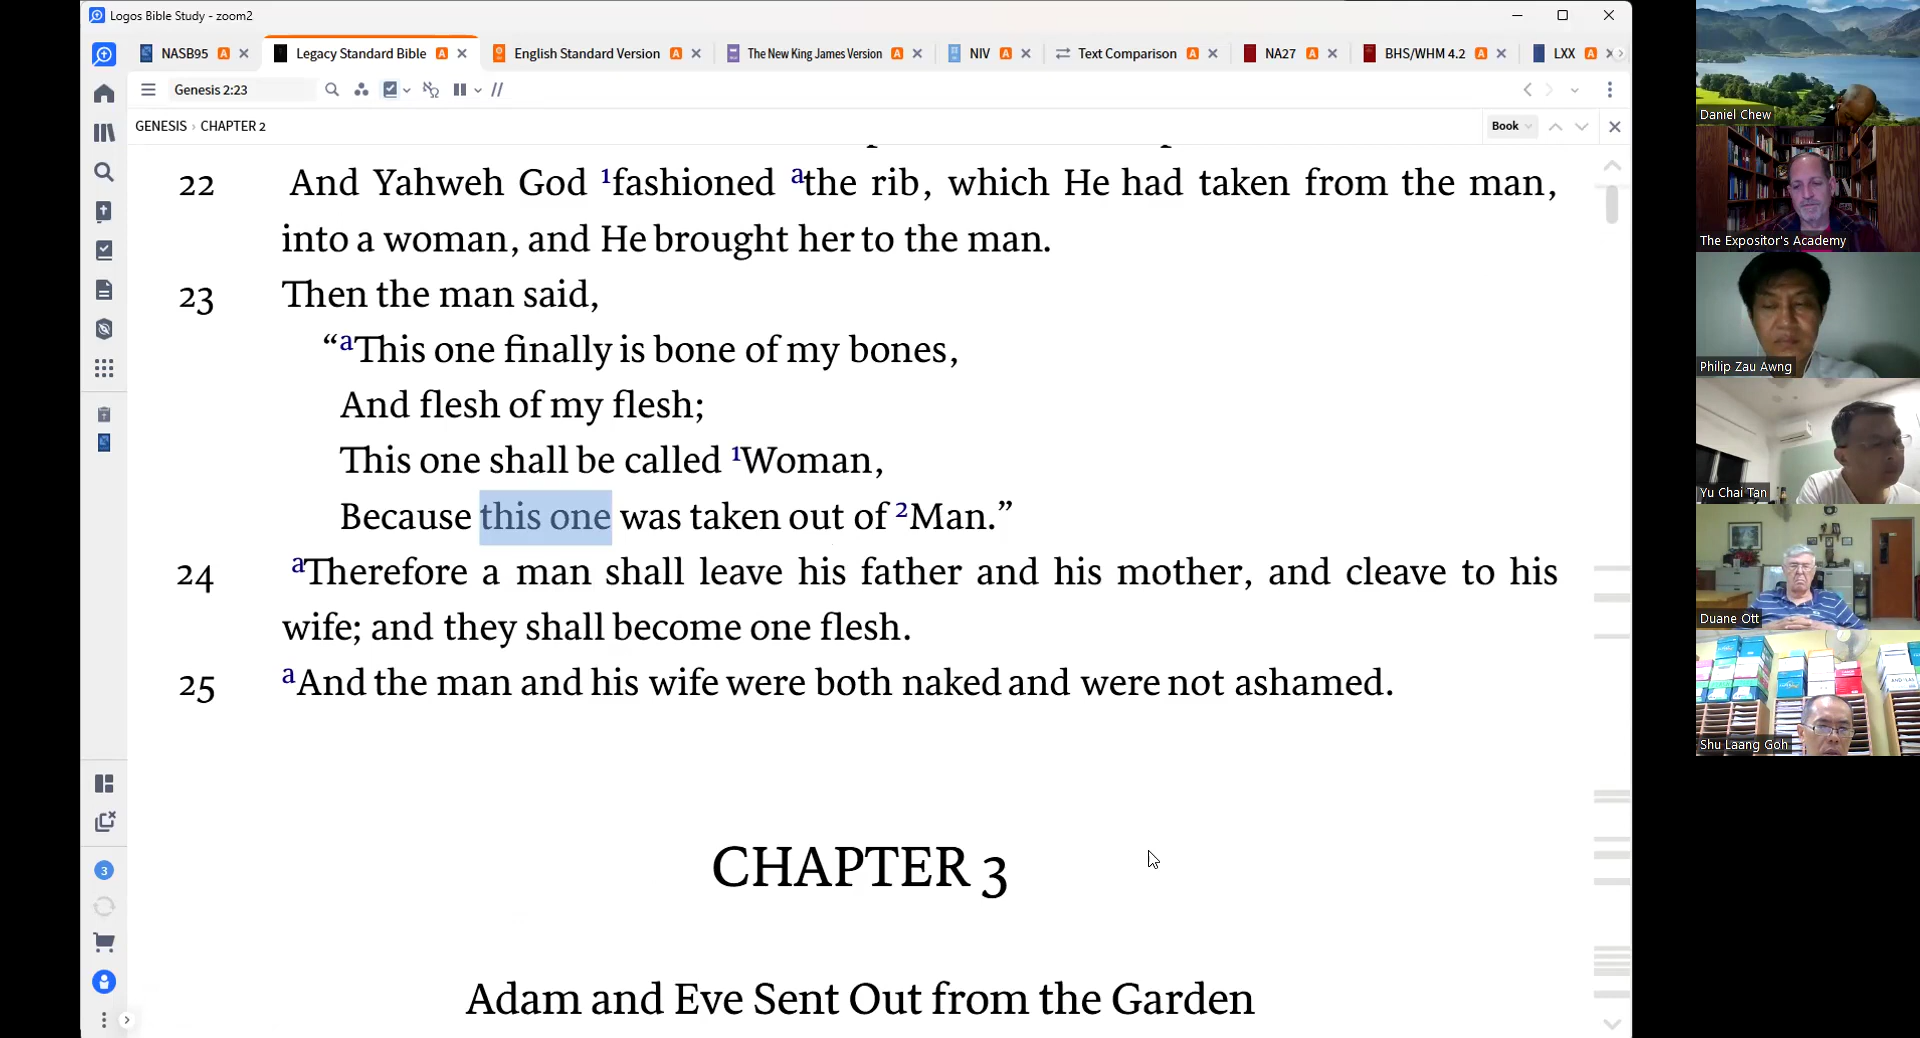 Logos Bible Study - zoom2
NASB95 A
Legacy Standard Bible A
English Standard Version A
The New King James Version A
NIV A
Text Comparison A
NA27 A
BHS/WHM 4.2 A
LXX A
Genesis 2:23
GENESIS › CHAPTER 2
Book
22 And Yahweh God ¹fashioned ᵃthe rib, which He had taken from the man,
into a woman, and He brought her to the man.
23 Then the man said,
“ᵃThis one finally is bone of my bones,
And flesh of my flesh;
This one shall be called ¹Woman,
Because this one was taken out of ²Man.”
24 ᵃTherefore a man shall leave his father and his mother, and cleave to his
wife; and they shall become one flesh.
25 ᵃAnd the man and his wife were both naked and were not ashamed.
CHAPTER 3
Adam and Eve Sent Out from the Garden
3
Daniel Chew
The Expositor's Academy
Philip Zau Awng
Yu Chai Tan
Duane Ott
Shu Laang Goh